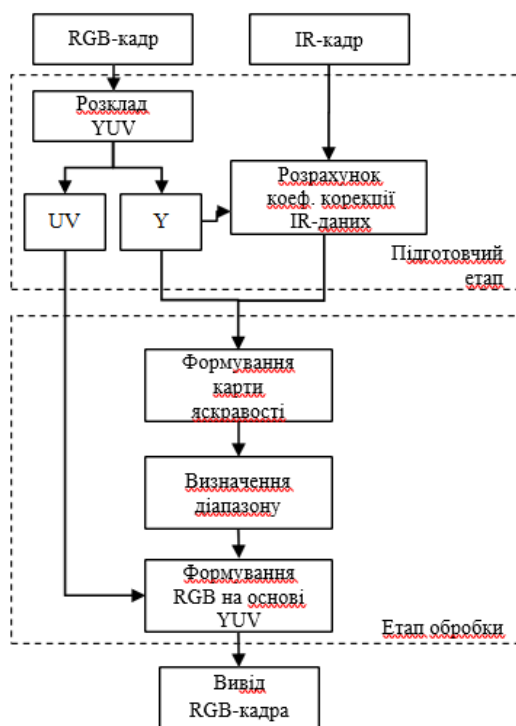 RGB-кадр
IR-кадр
Розклад
YUV
UV
Y
Розрахунок
коеф. корекції
IR-даних
Підготовчий
етап
Формування
карти
яскравості
Визначення
діапазону
Формування
RGB на основі
YUV
Етап обробки
Вивід
RGB-кадра